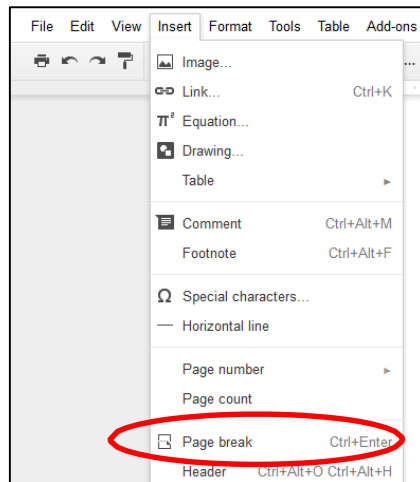 File Edit View Insert Format Tools Table Add-ons
Image... ...
Link... Ctrl+K
π² Equation...
Drawing...
Table ►
Comment Ctrl+Alt+M
Footnote Ctrl+Alt+F
Ω Special characters...
Horizontal line
Page number ►
Page count
Page break Ctrl+Enter
Header Ctrl+Alt+O Ctrl+Alt+H